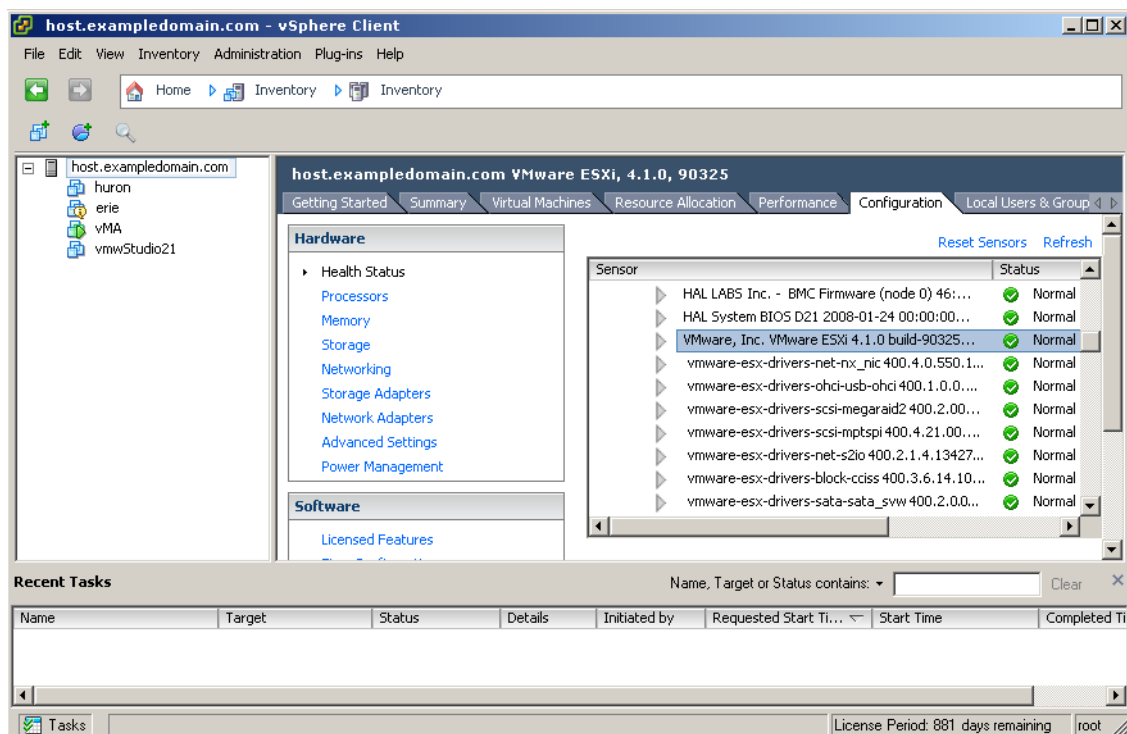 host.exampledomain.com - vSphere Client
File Edit View Inventory Administration Plug-ins Help
Home Inventory Inventory
host.exampledomain.com
huron
erie
vMA
vmwStudio21
host.exampledomain.com VMware ESXi, 4.1.0, 90325
Getting Started Summary Virtual Machines Resource Allocation Performance Configuration Local Users & Group
Hardware
Health Status
Processors
Memory
Storage
Networking
Storage Adapters
Network Adapters
Advanced Settings
Power Management
Software
Licensed Features
Reset Sensors Refresh
Sensor Status
HAL LABS Inc. - BMC Firmware (node 0) 46:... Normal
HAL System BIOS D21 2008-01-24 00:00:00... Normal
VMware, Inc. VMware ESXi 4.1.0 build-90325... Normal
vmware-esx-drivers-net-nx_nic 400.4.0.550.1... Normal
vmware-esx-drivers-ohci-usb-ohci 400.1.0.0.... Normal
vmware-esx-drivers-scsi-megaraid2 400.2.00... Normal
vmware-esx-drivers-scsi-mptspi 400.4.21.00.... Normal
vmware-esx-drivers-net-s2io 400.2.1.4.13427... Normal
vmware-esx-drivers-block-cciss 400.3.6.14.10... Normal
vmware-esx-drivers-sata-sata_svw 400.2.0.0... Normal
Recent Tasks Name, Target or Status contains: Clear
Name Target Status Details Initiated by Requested Start Ti... Start Time Completed Ti
Tasks License Period: 881 days remaining root